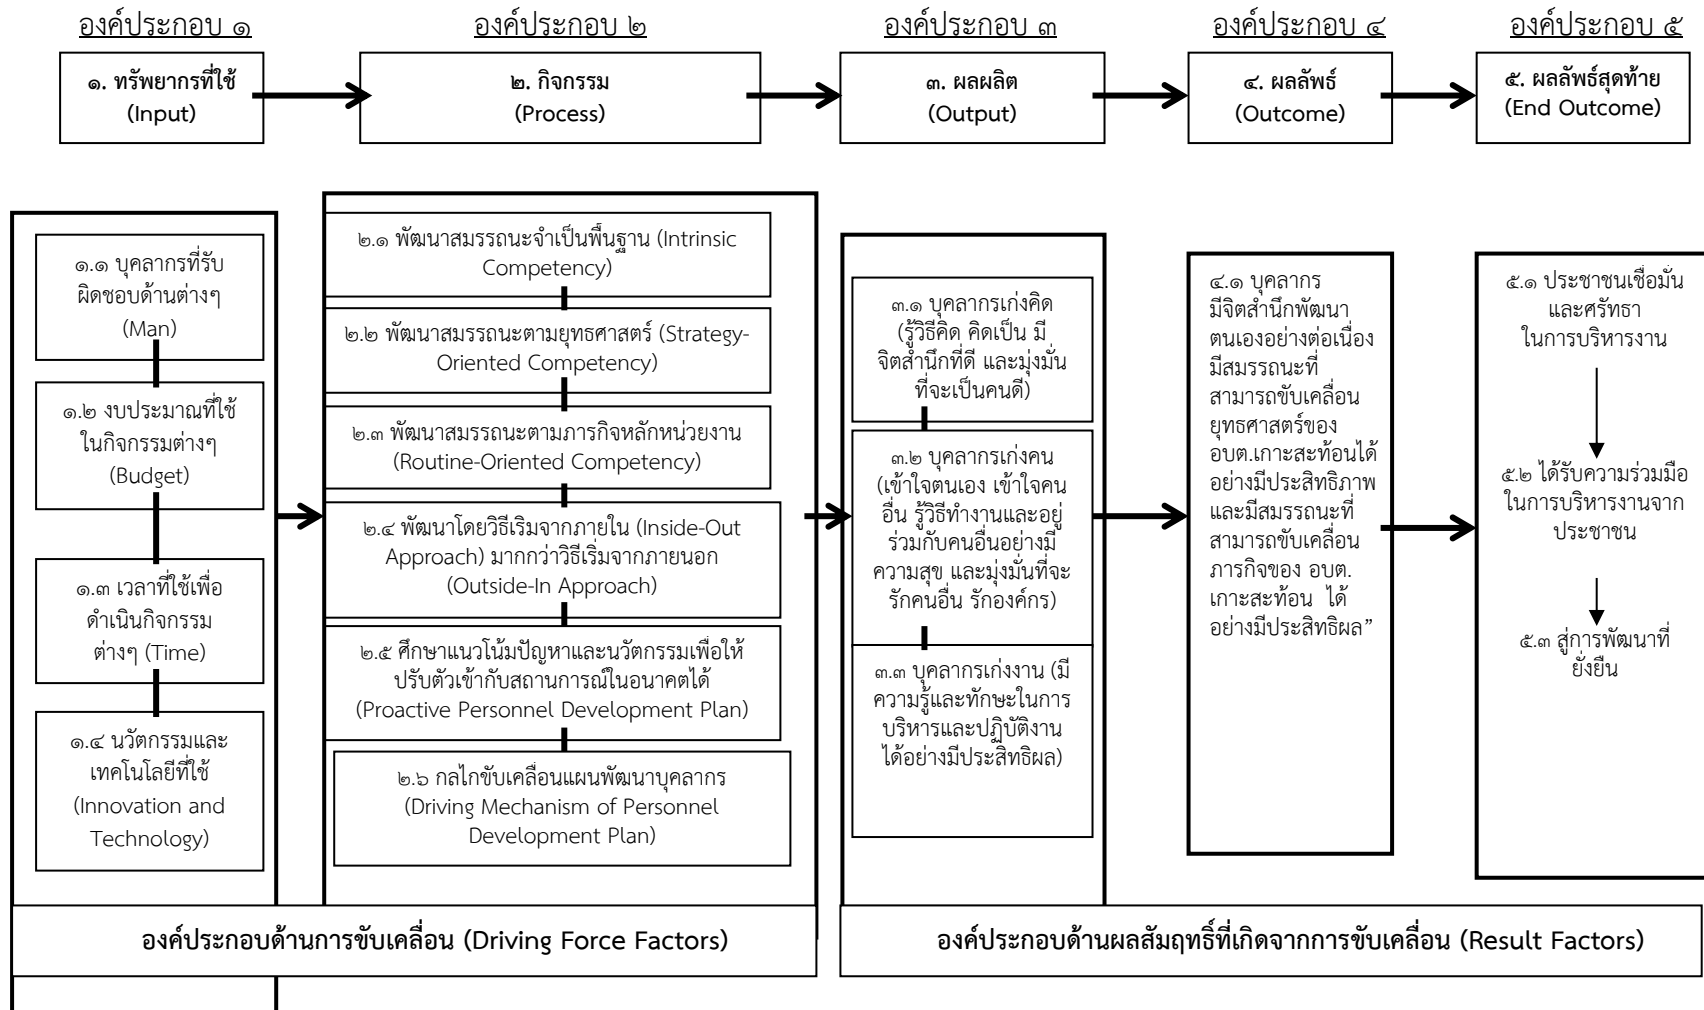 องค์ประกอบ ๑
องค์ประกอบ ๒
องค์ประกอบ ๓
องค์ประกอบ ๔
องค์ประกอบ ๕
๑. ทรัพยากรที่ใช้
(Input)
๒. กิจกรรม
(Process)
๓. ผลผลิต
(Output)
๔. ผลลัพธ์
(Outcome)
๕. ผลลัพธ์สุดท้าย
(End Outcome)
๑.๑ บุคลากรที่รับ
ผิดชอบด้านต่างๆ
(Man)
๑.๒ งบประมาณที่ใช้
ในกิจกรรมต่างๆ
(Budget)
๑.๓ เวลาที่ใช้เพื่อ
ดำเนินกิจกรรม
ต่างๆ (Time)
๑.๔ นวัตกรรมและ
เทคโนโลยีที่ใช้
(Innovation and
Technology)
๒.๑ พัฒนาสมรรถนะจำเป็นพื้นฐาน (Intrinsic
Competency)
๒.๒ พัฒนาสมรรถนะตามยุทธศาสตร์ (Strategy-
Oriented Competency)
๒.๓ พัฒนาสมรรถนะตามภารกิจหลักหน่วยงาน
(Routine-Oriented Competency)
๒.๔ พัฒนาโดยวิธีเริ่มจากภายใน (Inside-Out
Approach) มากกว่าวิธีเริ่มจากภายนอก
(Outside-In Approach)
๒.๕ ศึกษาแนวโน้มปัญหาและนวัตกรรมเพื่อให้
ปรับตัวเข้ากับสถานการณ์ในอนาคตได้
(Proactive Personnel Development Plan)
๒.๖ กลไกขับเคลื่อนแผนพัฒนาบุคลากร
(Driving Mechanism of Personnel
Development Plan)
๓.๑ บุคลากรเก่งคิด
(รู้วิธีคิด คิดเป็น มี
จิตสำนึกที่ดี และมุ่งมั่น
ที่จะเป็นคนดี)
๓.๒ บุคลากรเก่งคน
(เข้าใจตนเอง เข้าใจคน
อื่น รู้วิธีทำงานและอยู่
ร่วมกับคนอื่นอย่างมี
ความสุข และมุ่งมั่นที่จะ
รักคนอื่น รักองค์กร)
๓.๓ บุคลากรเก่งงาน (มี
ความรู้และทักษะในการ
บริหารและปฏิบัติงาน
ได้อย่างมีประสิทธิผล)
๔.๑ บุคลากร
มีจิตสำนึกพัฒนา
ตนเองอย่างต่อเนื่อง
มีสมรรถนะที่
สามารถขับเคลื่อน
ยุทธศาสตร์ของ
อบต.เกาะสะท้อนได้
อย่างมีประสิทธิภาพ
และมีสมรรถนะที่
สามารถขับเคลื่อน
ภารกิจของ อบต.
เกาะสะท้อน ได้
อย่างมีประสิทธิผล”
๕.๑ ประชาชนเชื่อมั่น
และศรัทธา
ในการบริหารงาน
๕.๒ ได้รับความร่วมมือ
ในการบริหารงานจาก
ประชาชน
๕.๓ สู่การพัฒนาที่
ยั่งยืน
องค์ประกอบด้านการขับเคลื่อน (Driving Force Factors)
องค์ประกอบด้านผลสัมฤทธิ์ที่เกิดจากการขับเคลื่อน (Result Factors)